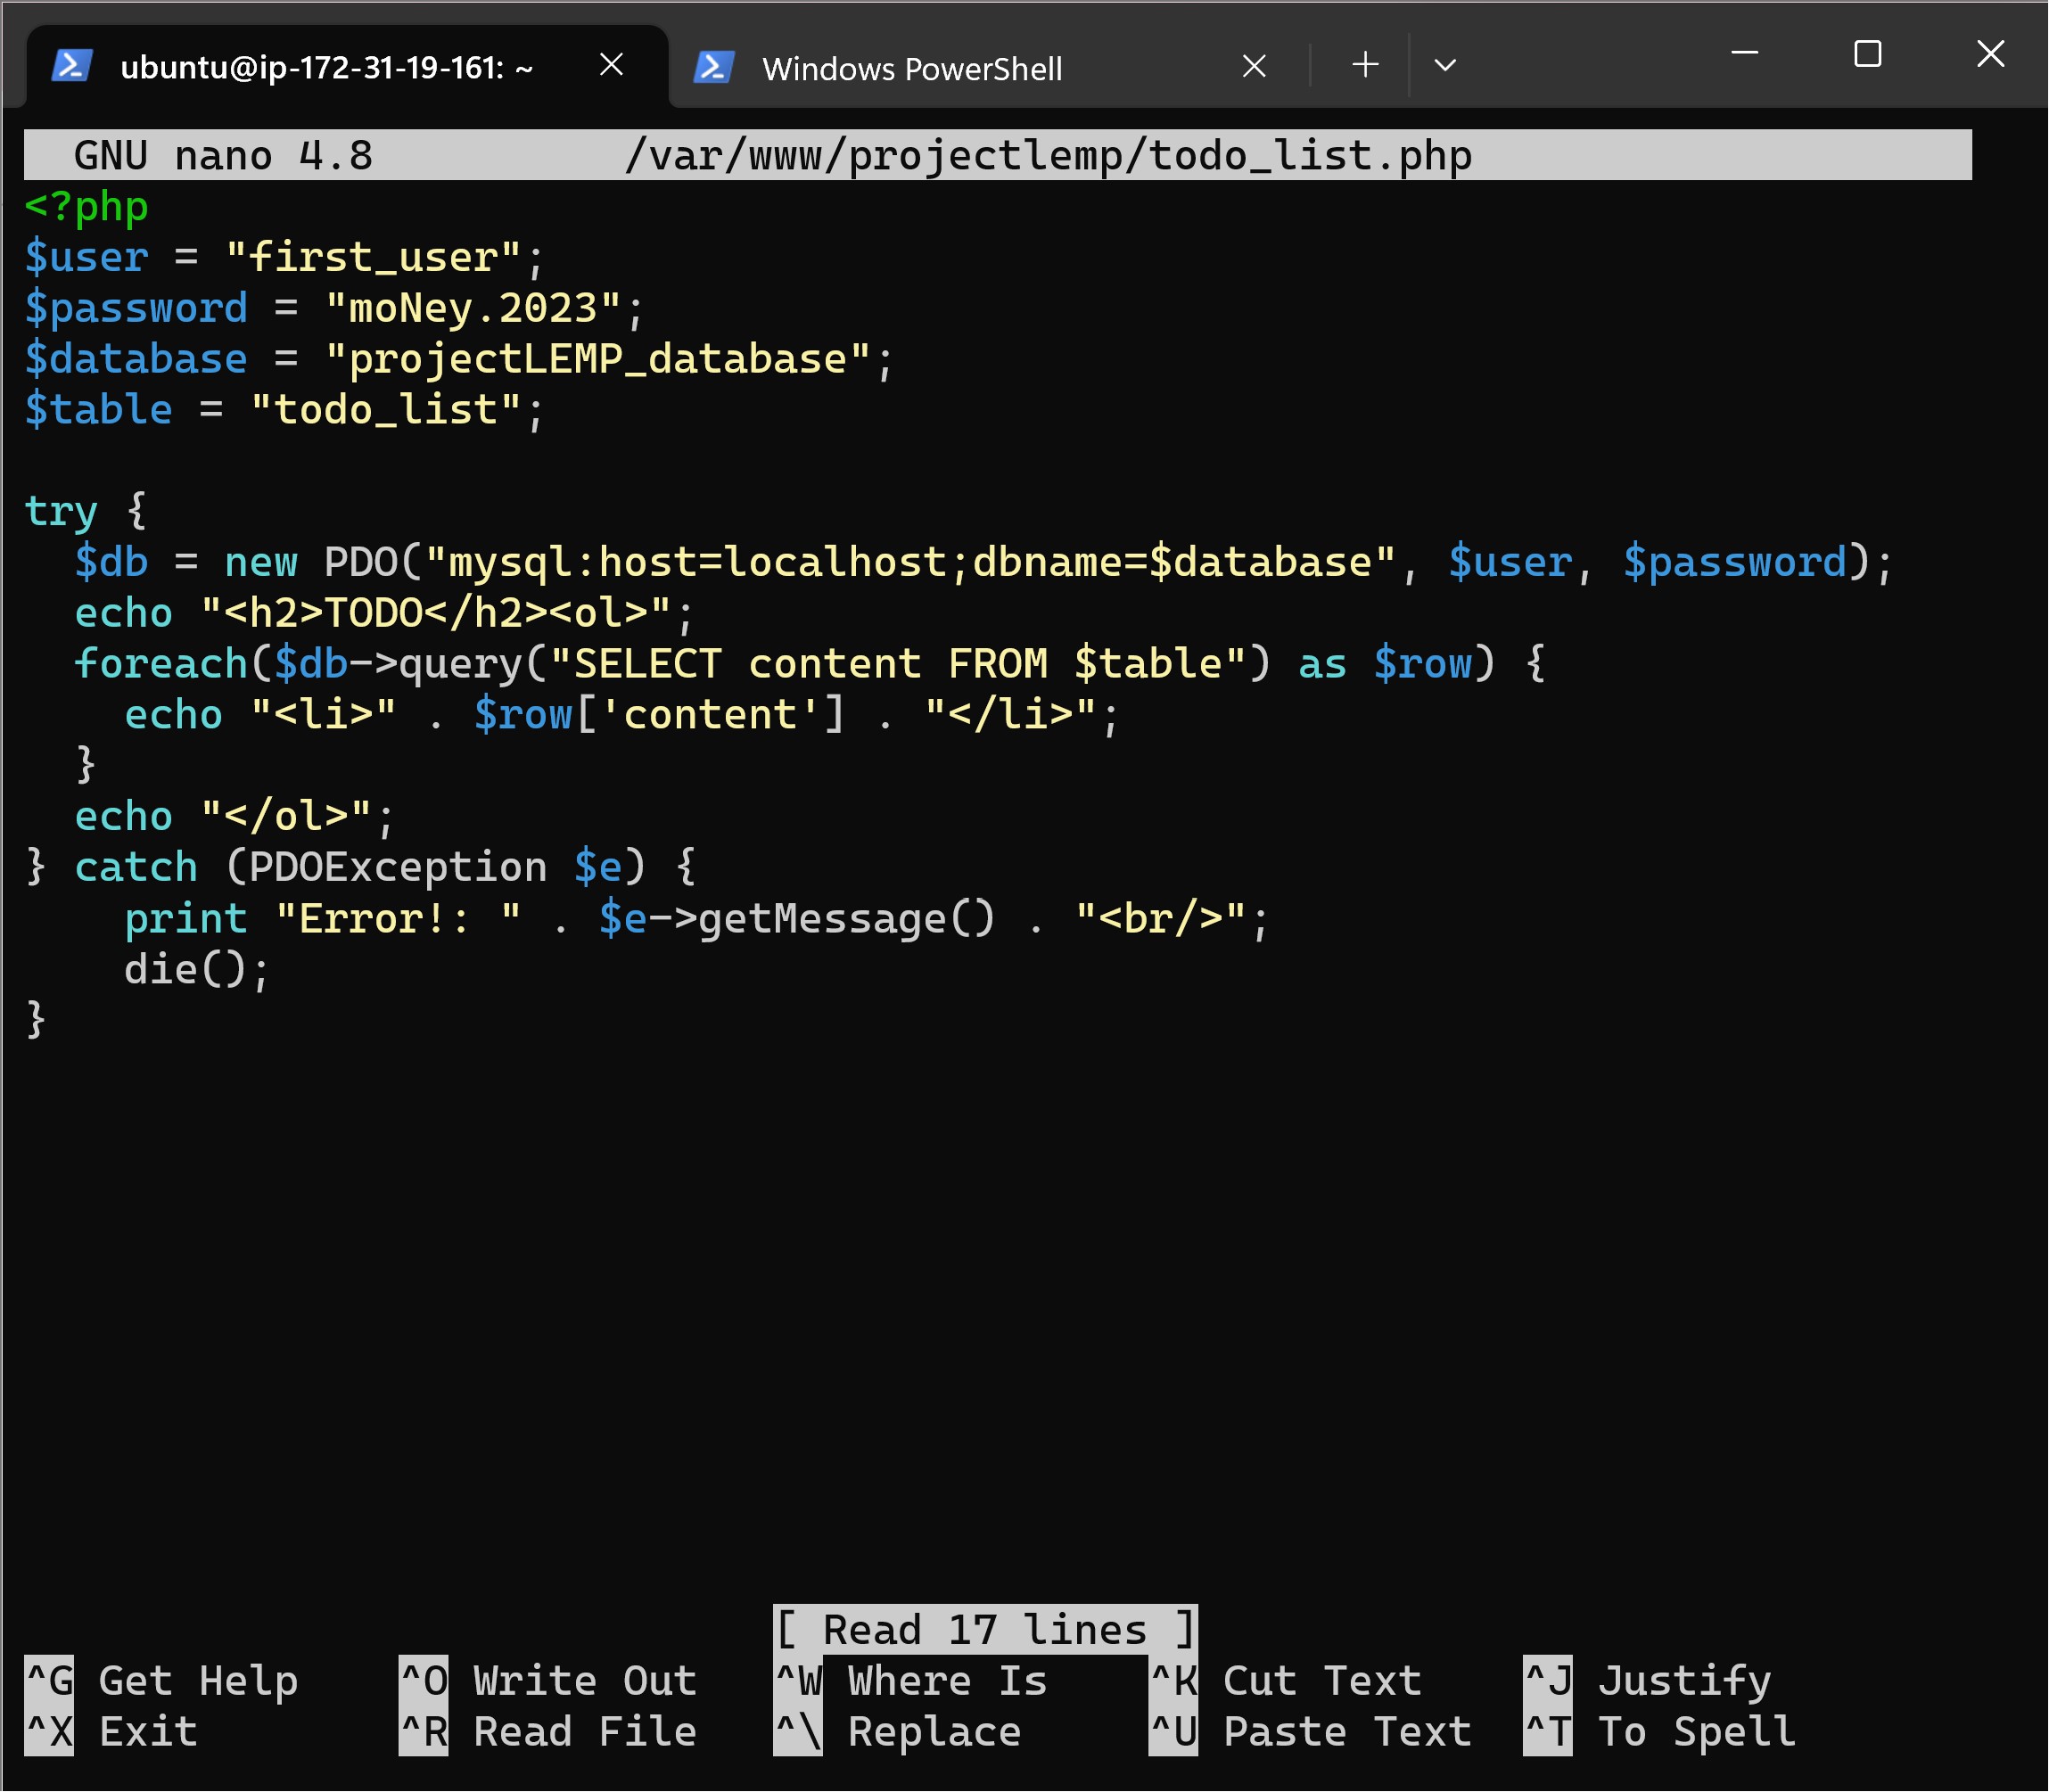 ubuntu@ip-172-31-19-161: ~ Windows PowerShell
GNU nano 4.8 /var/www/projectlemp/todo_list.php
<?php
$user = "first_user";
$password = "moNey.2023";
$database = "projectLEMP_database";
$table = "todo_list";
try {
  $db = new PDO("mysql:host=localhost;dbname=$database", $user, $password);
  echo "<h2>TODO</h2><ol>";
  foreach($db->query("SELECT content FROM $table") as $row) {
    echo "<li>" . $row['content'] . "</li>";
  }
  echo "</ol>";
} catch (PDOException $e) {
    print "Error!: " . $e->getMessage() . "<br/>";
    die();
}
[ Read 17 lines ]
^G Get Help ^O Write Out ^W Where Is ^K Cut Text ^J Justify
^X Exit ^R Read File ^\ Replace ^U Paste Text ^T To Spell